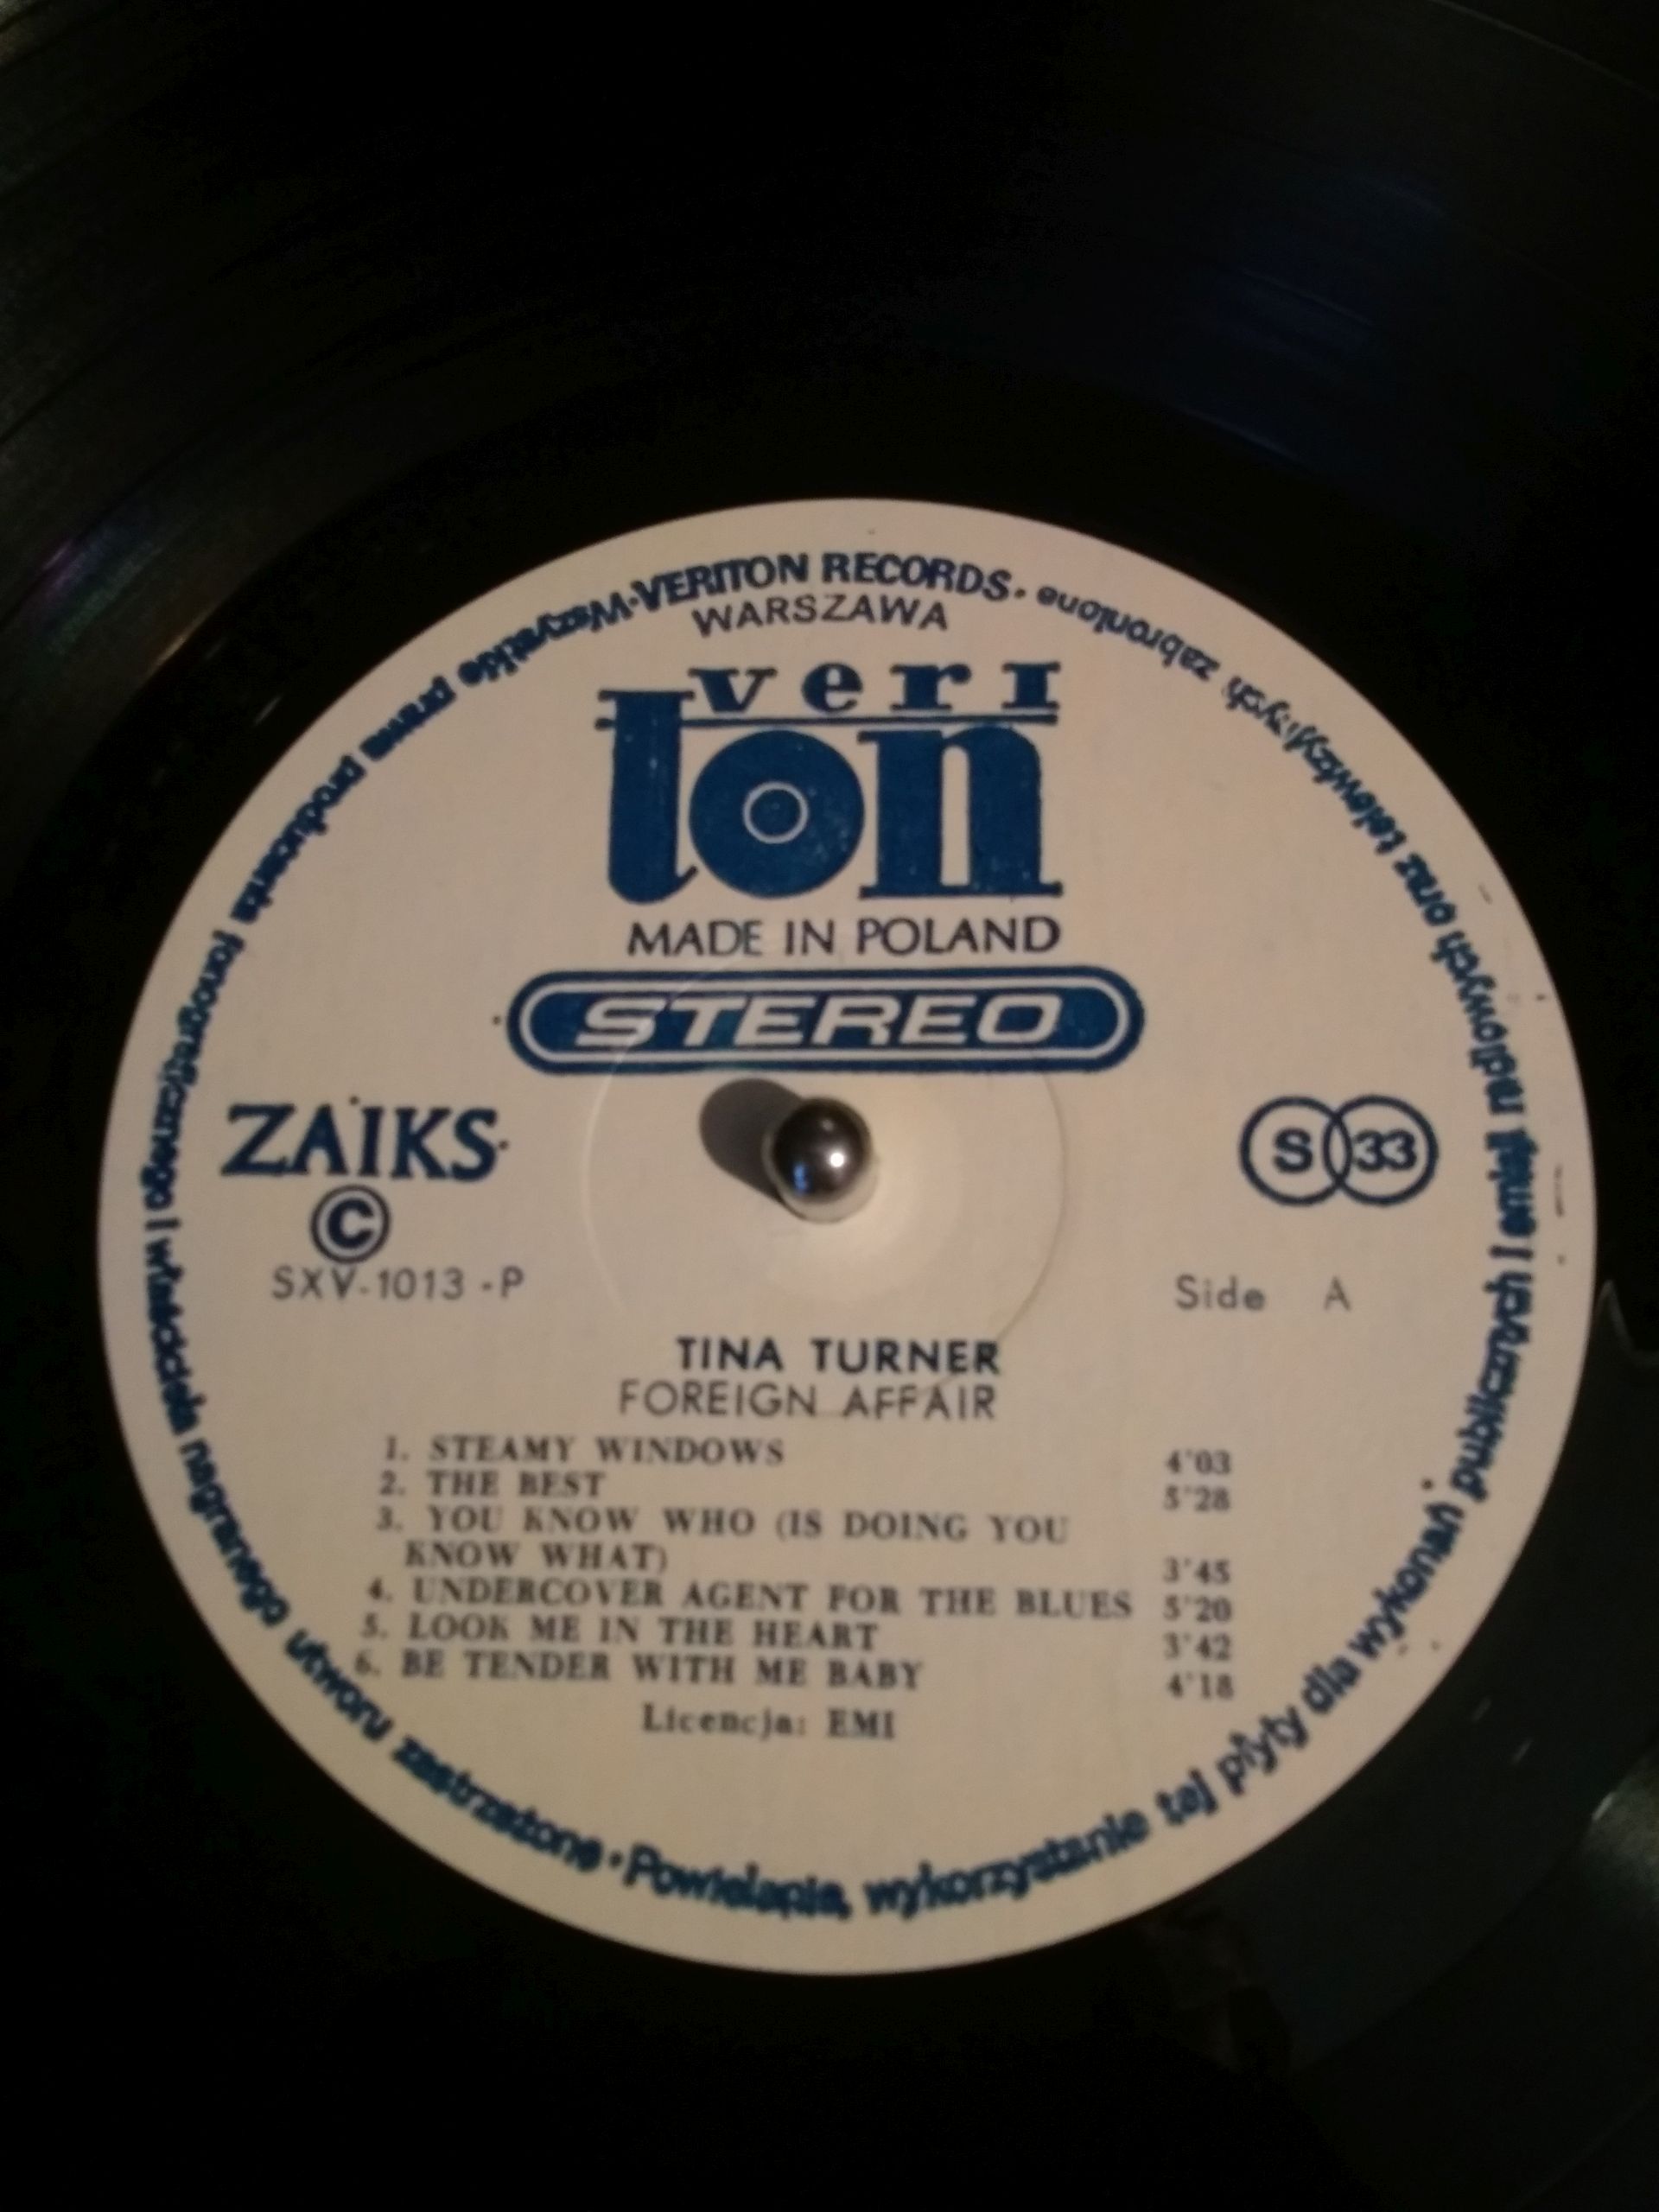 VERITON RECORDS •
WARSZAWA
veri
ton
MADE IN POLAND
STEREO
ZAIKS
©
SXV-1013-P
S 33
Side A
TINA TURNER
FOREIGN AFFAIR
1. STEAMY WINDOWS 4'03
2. THE BEST 5'28
3. YOU KNOW WHO (IS DOING YOU
KNOW WHAT) 3'45
4. UNDERCOVER AGENT FOR THE BLUES 5'20
5. LOOK ME IN THE HEART 3'42
6. BE TENDER WITH ME BABY 4'18
Licencja: EMI
Wszystkie prawa producenta fonograficznego i właściciela nagranego utworu zastrzeżone • Powielanie, wykorzystanie tej płyty dla wykonań publicznych i emisji radiowych oraz telewizyjnych zabronione